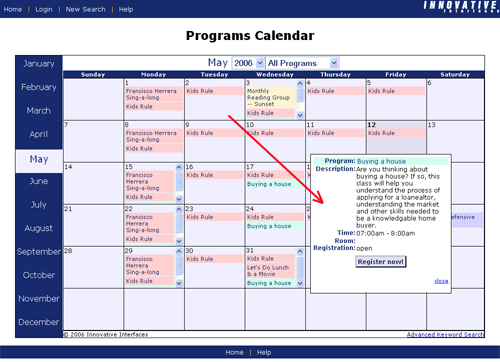 Home | Login | New Search | Help
INNOVATIVE
Interfaces
Programs Calendar
January
February
March
April
May
June
July
August
September
October
November
December
May 2006 All Programs
Sunday Monday Tuesday Wednesday Thursday Friday Saturday
1 2 3 4 5 6
Francisco Herrera
Sing-a-long
Kids Rule
Kids Rule
Monthly
Reading Group
-- Sunset
Kids Rule
Kids Rule
Kids Rule
7 8 9 10 11 12 13
Francisco Herrera
Sing-a-long
Kids Rule
Kids Rule
Kids Rule
Kids Rule
Kids Rule
14 15 16 17
Francisco
Herrera
Sing-a-long
Kids Rule
Kids Rule
Kids Rule
Buying a house
21 22 23 24
Francisco
Herrera
Sing-a-long
Kids Rule
Kids Rule
Kids Rule
Buying a house
efensive
28 29 30 31
Francisco
Herrera
Sing-a-long
Kids Rule
Kids Rule
Kids Rule
Let's Do Lunch
& a Movie
Buying a house
Program: Buying a house
Description: Are you thinking about
buying a house? If so, this
class will help you
understand the process of
applying for a loanealtor,
understanding the market
and other skills needed to
be a knowledgable home
buyer.
Time: 07:00am - 8:00am
Room:
Registration: open
Register now!
close
© 2006 Innovative Interfaces
Advanced Keyword Search
Home | Help